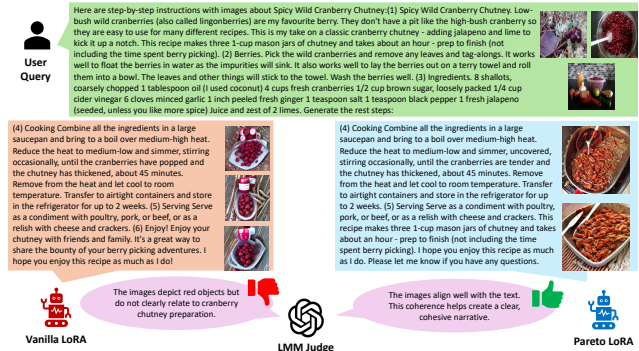 Here are step-by-step instructions with images about Spicy Wild Cranberry Chutney:(1) Spicy Wild Cranberry Chutney. Low-
bush wild cranberries (also called lingonberries) are my favourite berry. They don't have a pit like the high-bush cranberry so
they are easy to use for many different recipes. This is my take on a classic cranberry chutney - adding jalapeno and lime to
kick it up a notch. This recipe makes three 1-cup mason jars of chutney and takes about an hour - prep to finish (not
including the time spent berry picking). (2) Berries. Pick the wild cranberries and remove any leaves and tag-alongs. It works
well to float the berries in water as the impurities will sink. It also works well to lay the berries out on a terry towel and roll
them into a bowl. The leaves and other things will stick to the towel. Wash the berries well. (3) Ingredients. 8 shallots,
coarsely chopped 1 tablespoon oil (I used coconut) 4 cups fresh cranberries 1/2 cup brown sugar, loosely packed 1/4 cup
cider vinegar 6 cloves minced garlic 1 inch peeled fresh ginger 1 teaspoon salt 1 teaspoon black pepper 1 fresh jalapeno
(seeded, unless you like more spice) Juice and zest of 2 limes. Generate the rest steps:
User
Query
(4) Cooking Combine all the ingredients in a large
saucepan and bring to a boil over medium-high heat.
Reduce the heat to medium-low and simmer, stirring
occasionally, until the cranberries have popped and
the chutney has thickened, about 45 minutes.
Remove from the heat and let cool to room
temperature. Transfer to airtight containers and store
in the refrigerator for up to 2 weeks. (5) Serving Serve
as a condiment with poultry, pork, or beef, or as a
relish with cheese and crackers. (6) Enjoy! Enjoy your
chutney with friends and family. It's a great way to
share the bounty of your berry picking adventures. I
hope you enjoy this recipe as much as I do!
(4) Cooking Combine all the ingredients in a large
saucepan and bring to a boil over medium-high heat.
Reduce the heat to medium-low and simmer, uncovered,
stirring occasionally, until the cranberries are tender and
the chutney has thickened, about 45 minutes. Remove
from the heat and let cool to room temperature. Transfer
to airtight containers and store in the refrigerator for up
to 2 weeks. (5) Serving Serve as a condiment with poultry,
pork, or beef, or as a relish with cheese and crackers. This
recipe makes three 1-cup mason jars of chutney and takes
about an hour - prep to finish (not including the time
spent berry picking). I hope you enjoy this recipe as much
as I do. Please let me know if you have any questions.
The images depict red objects but
do not clearly relate to cranberry
chutney preparation.
The images align well with the text.
This coherence helps create a clear,
cohesive narrative.
Vanilla LoRA
LMM Judge
Pareto LoRA